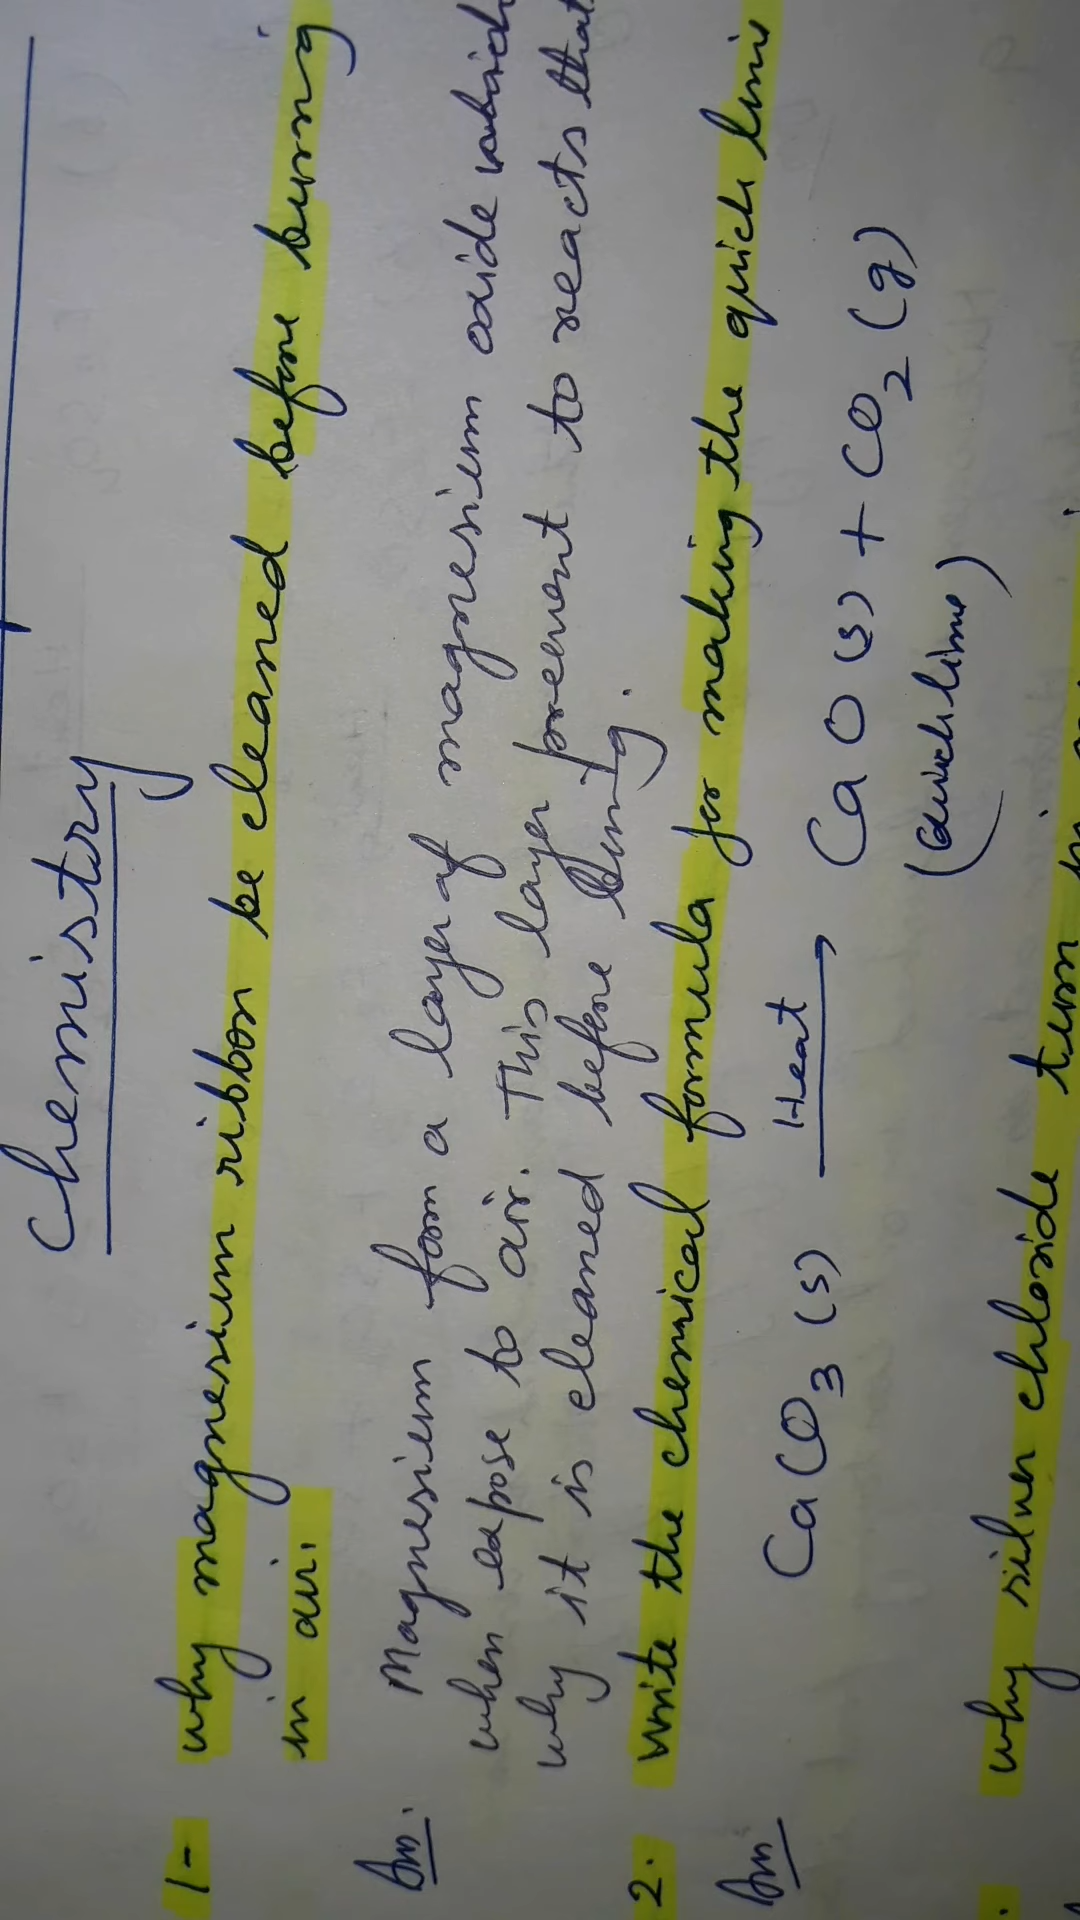 Chemistry
1- why magnesium ribbon be cleaned before burning
in air.
Ans. Magnesium form a layer of magnesium oxide which
when expose to air. This layer preevent to reacts that
why it is cleaned before burning.
2. write the chemical formula for making the quick lime
Ans CaCO3 (s) Heat → CaO (s) + CO2 (g)
(Quick lime)
why silver chloride turn